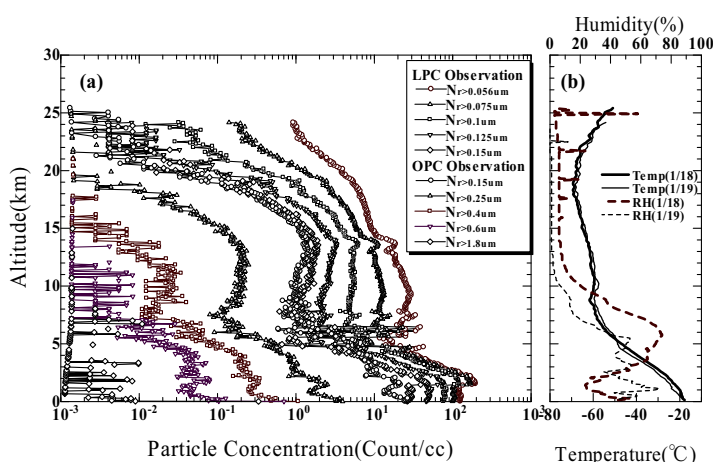 Humidity(%)
0 20 40 60 80 100
30
25
20
15
10
5
0
(a)
(b)
LPC Observation
Nr>0.056um
Nr>0.075um
Nr>0.1um
Nr>0.125um
Nr>0.15um
OPC Observation
Nr>0.15um
Nr>0.25um
Nr>0.4um
Nr>0.6um
Nr>1.8um
Temp(1/18)
Temp(1/19)
RH(1/18)
RH(1/19)
Altitude(km)
10-3 10-2 10-1 100 101 102 10-3
-80 -60 -40 -20
Particle Concentration(Count/cc)
Temperature(℃)